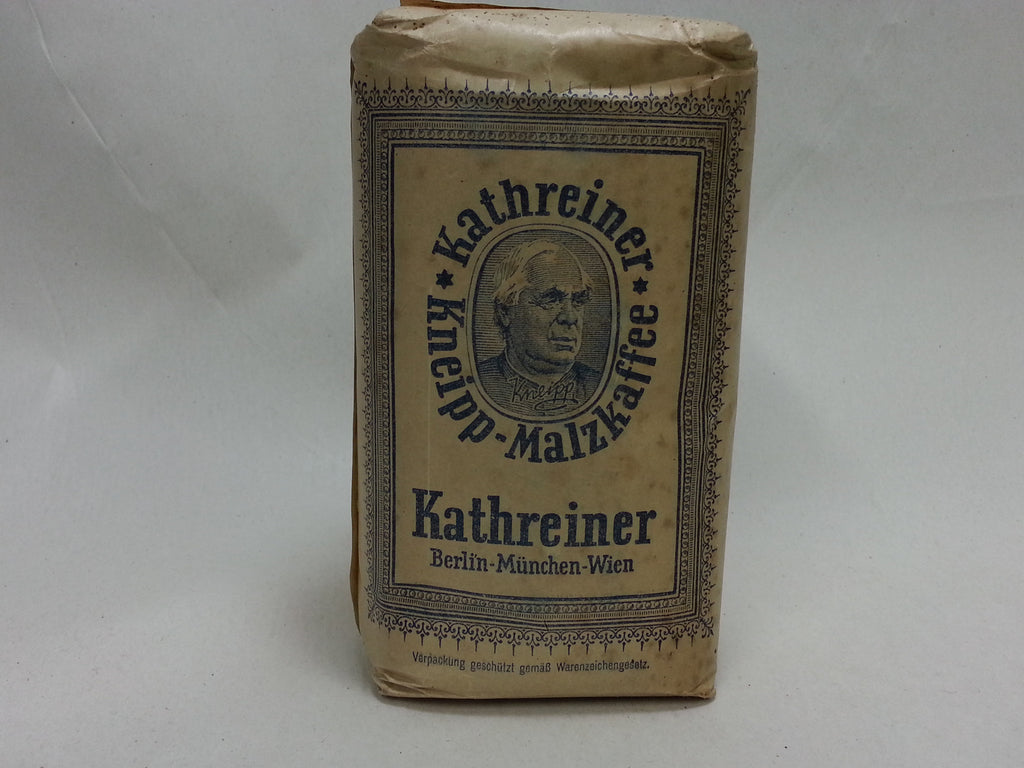 Kathreiner
Kneipp-Malzkaffee
Kneipp
Kathreiner
Berlin-München-Wien
Verpackung geschützt gemäß Warenzeichengesetz.